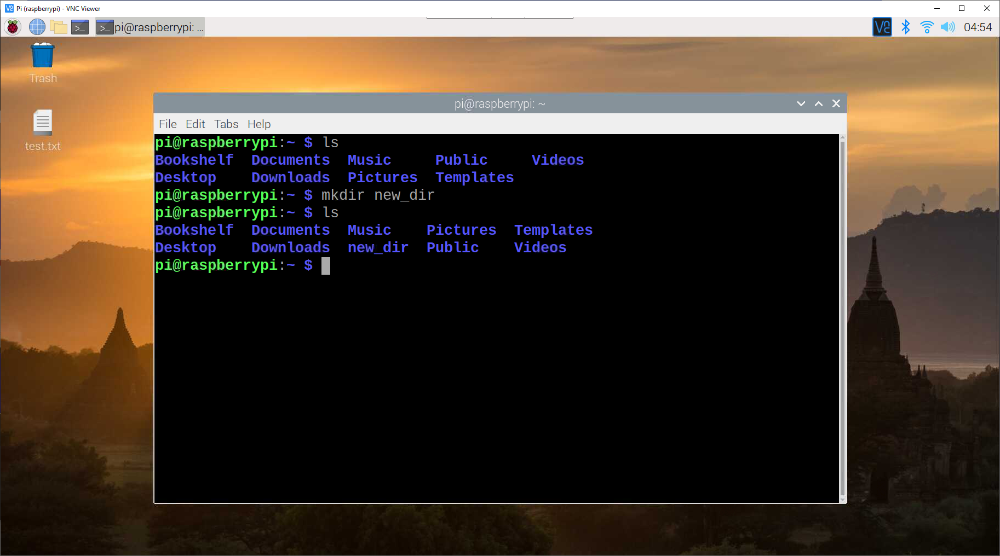 Pi (raspberrypi) - VNC Viewer
pi@raspberrypi: ...
04:54
Trash
test.txt
pi@raspberrypi: ~
File Edit Tabs Help
pi@raspberrypi:~ $ ls
Bookshelf Documents Music Public Videos
Desktop Downloads Pictures Templates
pi@raspberrypi:~ $ mkdir new_dir
pi@raspberrypi:~ $ ls
Bookshelf Documents Music Pictures Templates
Desktop Downloads new_dir Public Videos
pi@raspberrypi:~ $